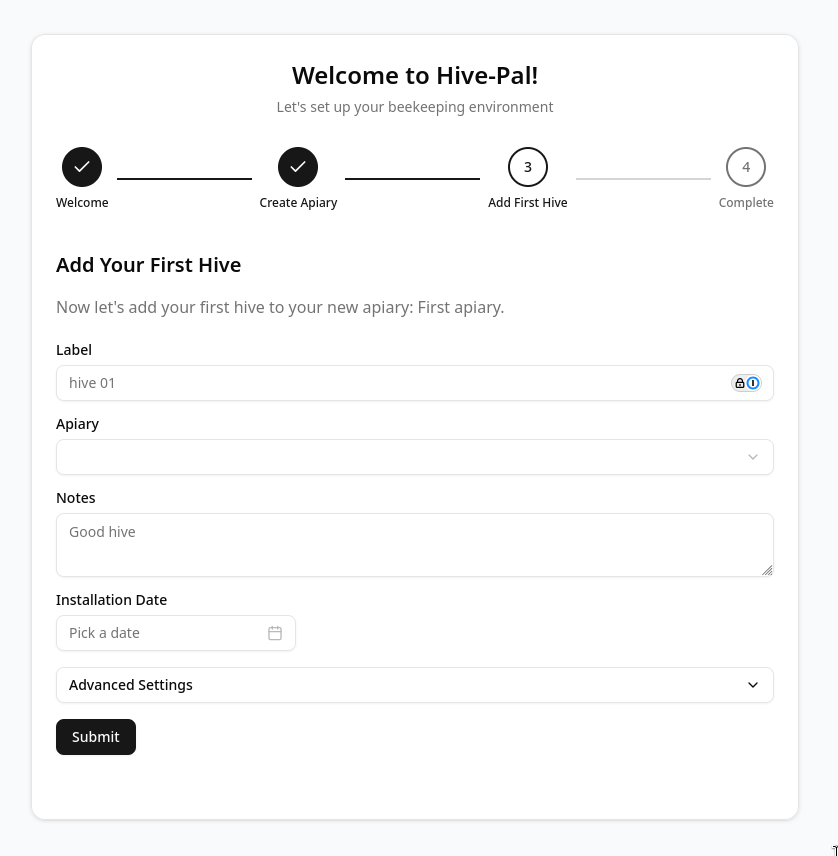 Welcome to Hive-Pal!
Let's set up your beekeeping environment
3
4
Welcome
Create Apiary
Add First Hive
Complete
Add Your First Hive
Now let's add your first hive to your new apiary: First apiary.
Label
hive 01
Apiary
Notes
Good hive
Installation Date
Pick a date
Advanced Settings
Submit